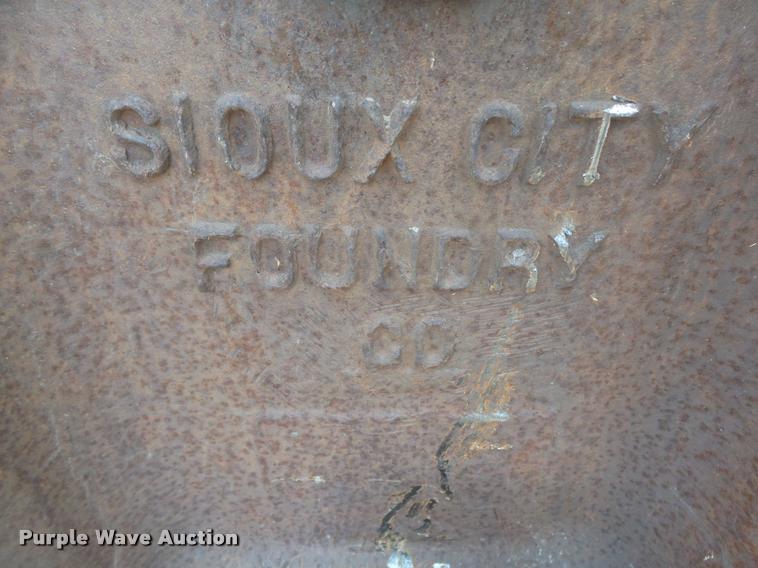 SIOUX CITY
FOUNDRY
CO
Purple Wave Auction